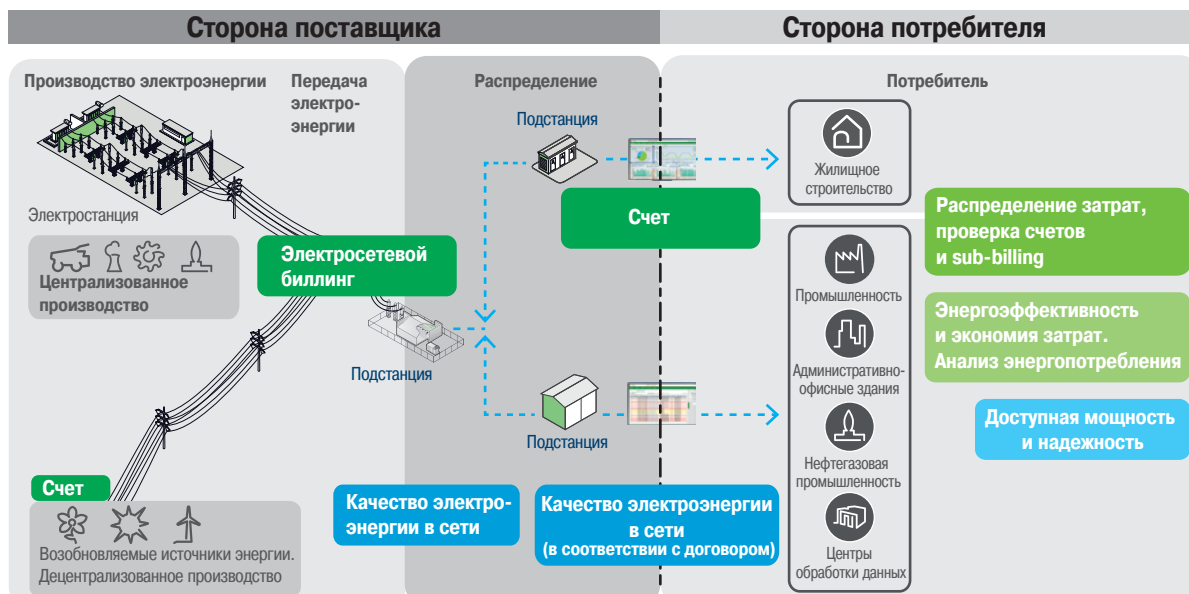 Сторона поставщика
Сторона потребителя
Производство электроэнергии
Передача
электро-
энергии
Распределение
Потребитель
Подстанция
Жилищное
строительство
Электростанция
Централизованное
производство
Электросетевой
биллинг
Счет
Распределение затрат,
проверка счетов
и sub-billing
Промышленность
Энергоэффективность
и экономия затрат.
Анализ энергопотребления
Подстанция
Административно-
офисные здания
Подстанция
Доступная мощность
и надежность
Нефтегазовая
промышленность
Счет
Возобновляемые источники энергии.
Децентрализованное производство
Качество электро-
энергии в сети
Качество электроэнергии
в сети
(в соответствии с договором)
Центры
обработки данных